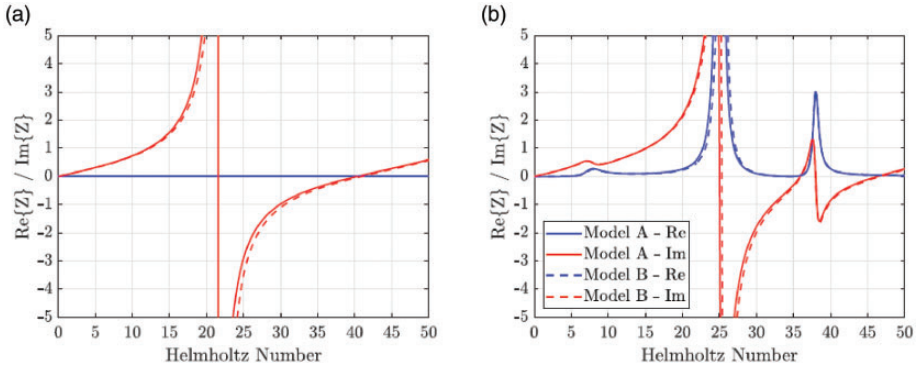 (a)
Re{Z} / Im{Z}
5
4
3
2
1
0
-1
-2
-3
-4
-5
0 5 10 15 20 25 30 35 40 45 50
Helmholtz Number
(b)
Re{Z} / Im{Z}
5
4
3
2
1
0
-1
-2
-3
-4
-5
Model A - Re
Model A - Im
Model B - Re
Model B - Im
0 5 10 15 20 25 30 35 40 45 50
Helmholtz Number